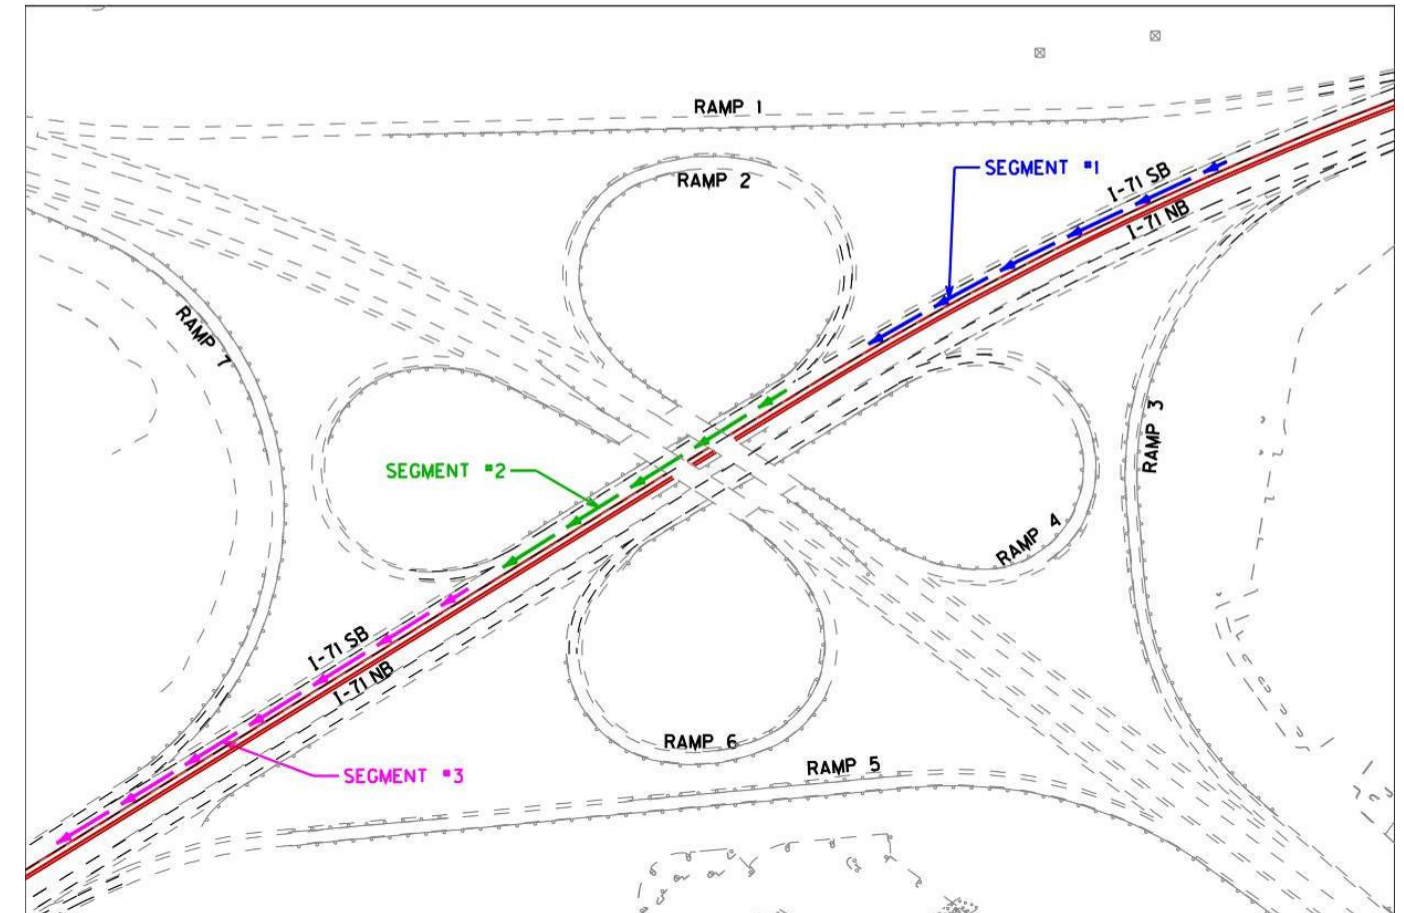 RAMP 1
SEGMENT #1
I-71 SB
RAMP 2
I-71 NB
RAMP 7
RAMP 3
SEGMENT #2
RAMP 4
I-71 SB
I-71 NB
RAMP 6
RAMP 5
SEGMENT #3